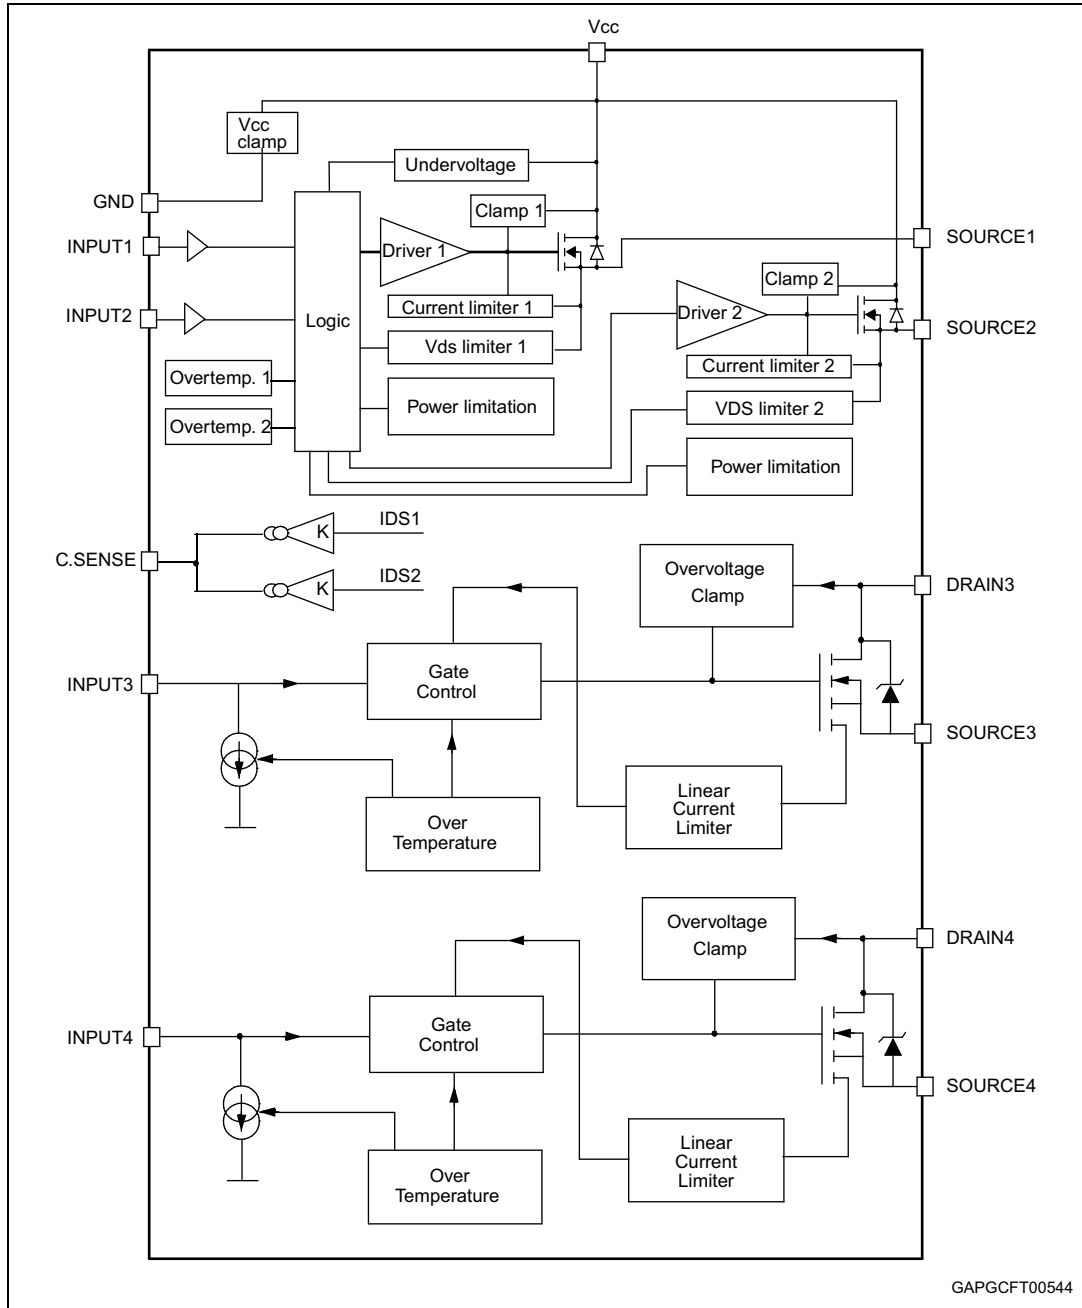 Vcc
Vcc
clamp
Undervoltage
GND
Clamp 1
INPUT1
Driver 1
SOURCE1
Clamp 2
INPUT2
Logic
Current limiter 1
Driver 2
SOURCE2
Vds limiter 1
Current limiter 2
Overtemp. 1
Power limitation
VDS limiter 2
Overtemp. 2
Power limitation
IDS1
K
C.SENSE
IDS2
K
Overvoltage
Clamp
DRAIN3
INPUT3
Gate
Control
SOURCE3
Over
Temperature
Linear
Current
Limiter
Overvoltage
Clamp
DRAIN4
INPUT4
Gate
Control
SOURCE4
Over
Temperature
Linear
Current
Limiter
GAPGCFT00544